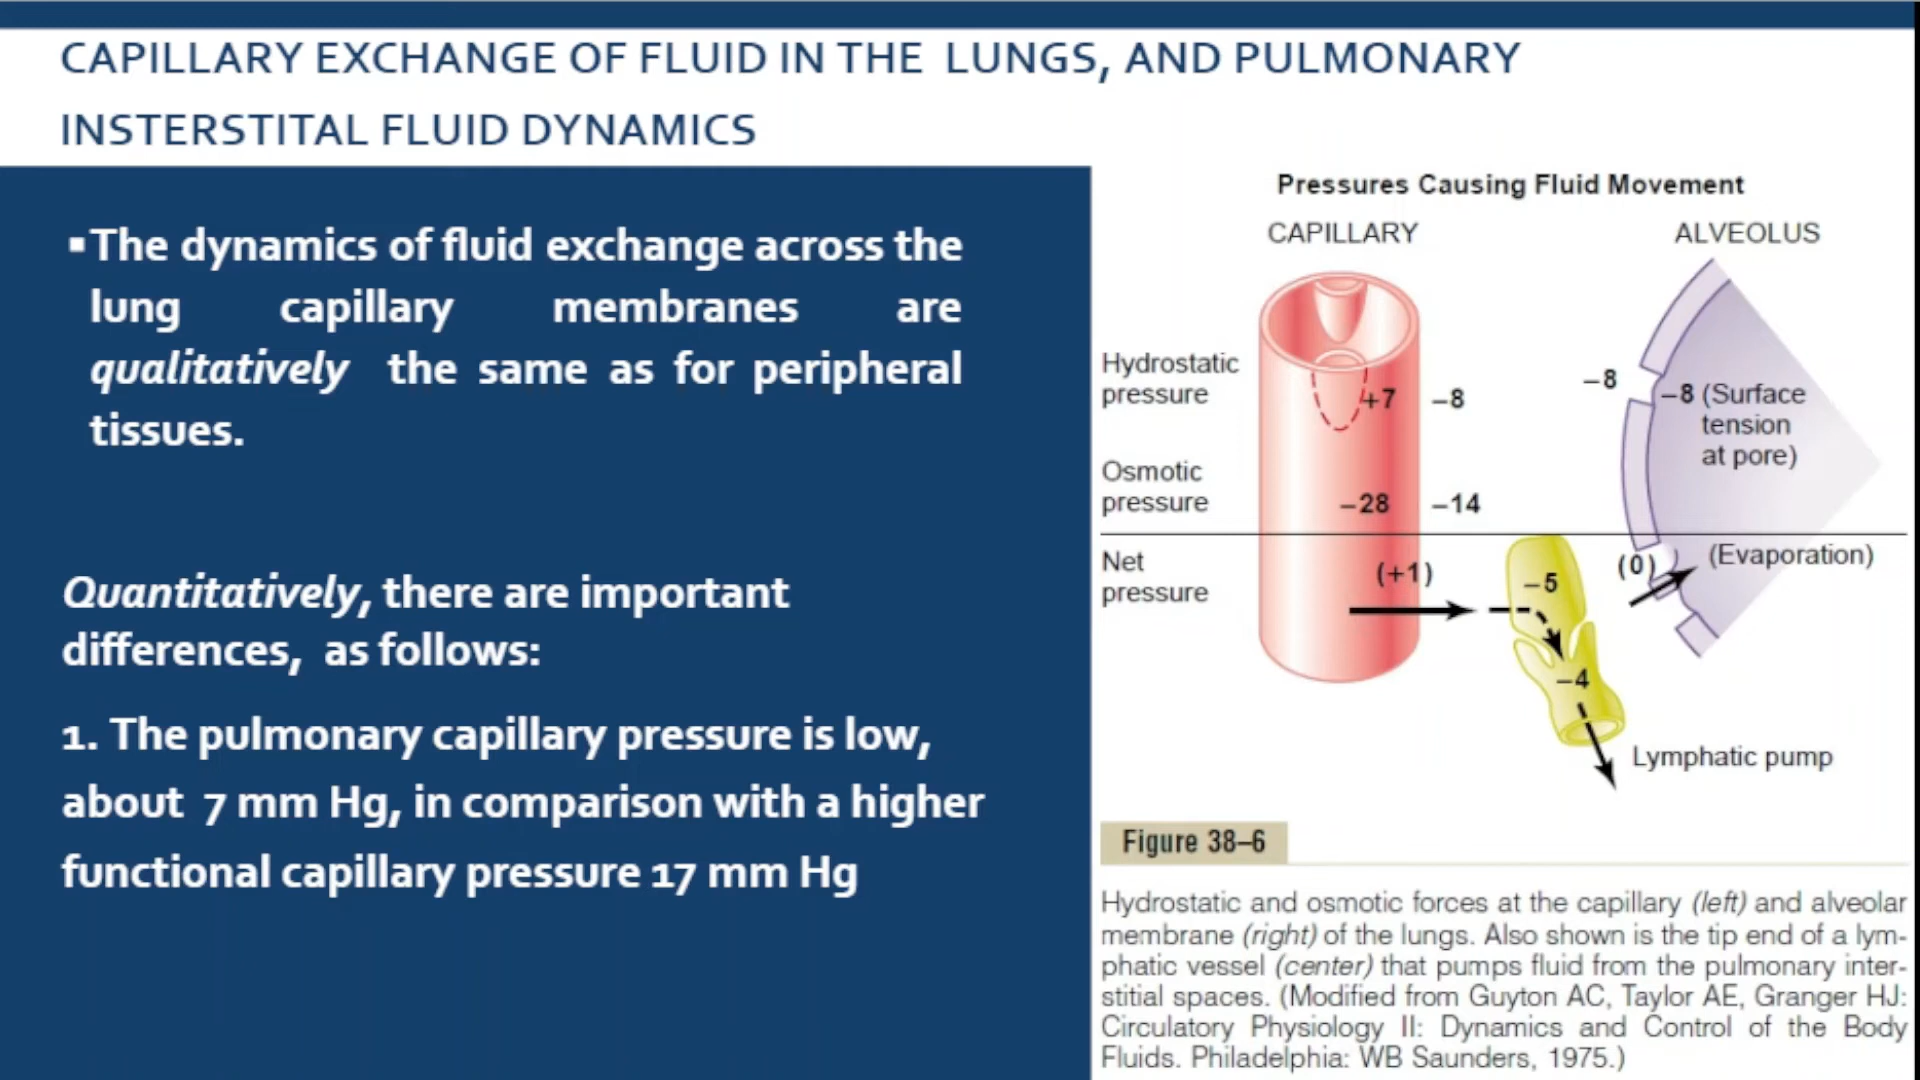 CAPILLARY EXCHANGE OF FLUID IN THE LUNGS, AND PULMONARY
INSTERSTITAL FLUID DYNAMICS
▪The dynamics of fluid exchange across the
lung capillary membranes are
qualitatively the same as for peripheral
tissues.
Quantitatively, there are important
differences, as follows:
1. The pulmonary capillary pressure is low,
about 7 mm Hg, in comparison with a higher
functional capillary pressure 17 mm Hg
Pressures Causing Fluid Movement
CAPILLARY ALVEOLUS
Hydrostatic
pressure
+7 –8 –8 –8 (Surface
tension
at pore)
Osmotic
pressure
–28 –14
Net
pressure
(+1) –5 (0) (Evaporation)
–4
Lymphatic pump
Figure 38–6
Hydrostatic and osmotic forces at the capillary (left) and alveolar
membrane (right) of the lungs. Also shown is the tip end of a lym-
phatic vessel (center) that pumps fluid from the pulmonary inter-
stitial spaces. (Modified from Guyton AC, Taylor AE, Granger HJ:
Circulatory Physiology II: Dynamics and Control of the Body
Fluids. Philadelphia: WB Saunders, 1975.)